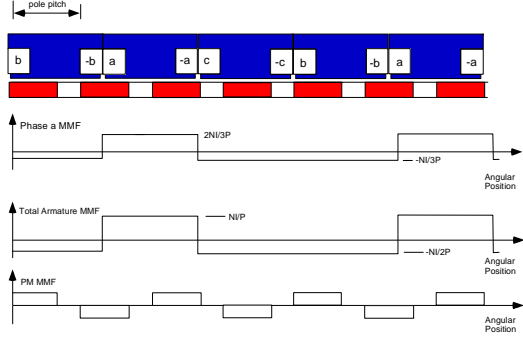 pole pitch
b -b a -a c -c b -b a -a
Phase a MMF
2NI/3P
-NI/3P
Angular
Position
Total Armature MMF
NI/P
-NI/2P
Angular
Position
PM MMF
Angular
Position